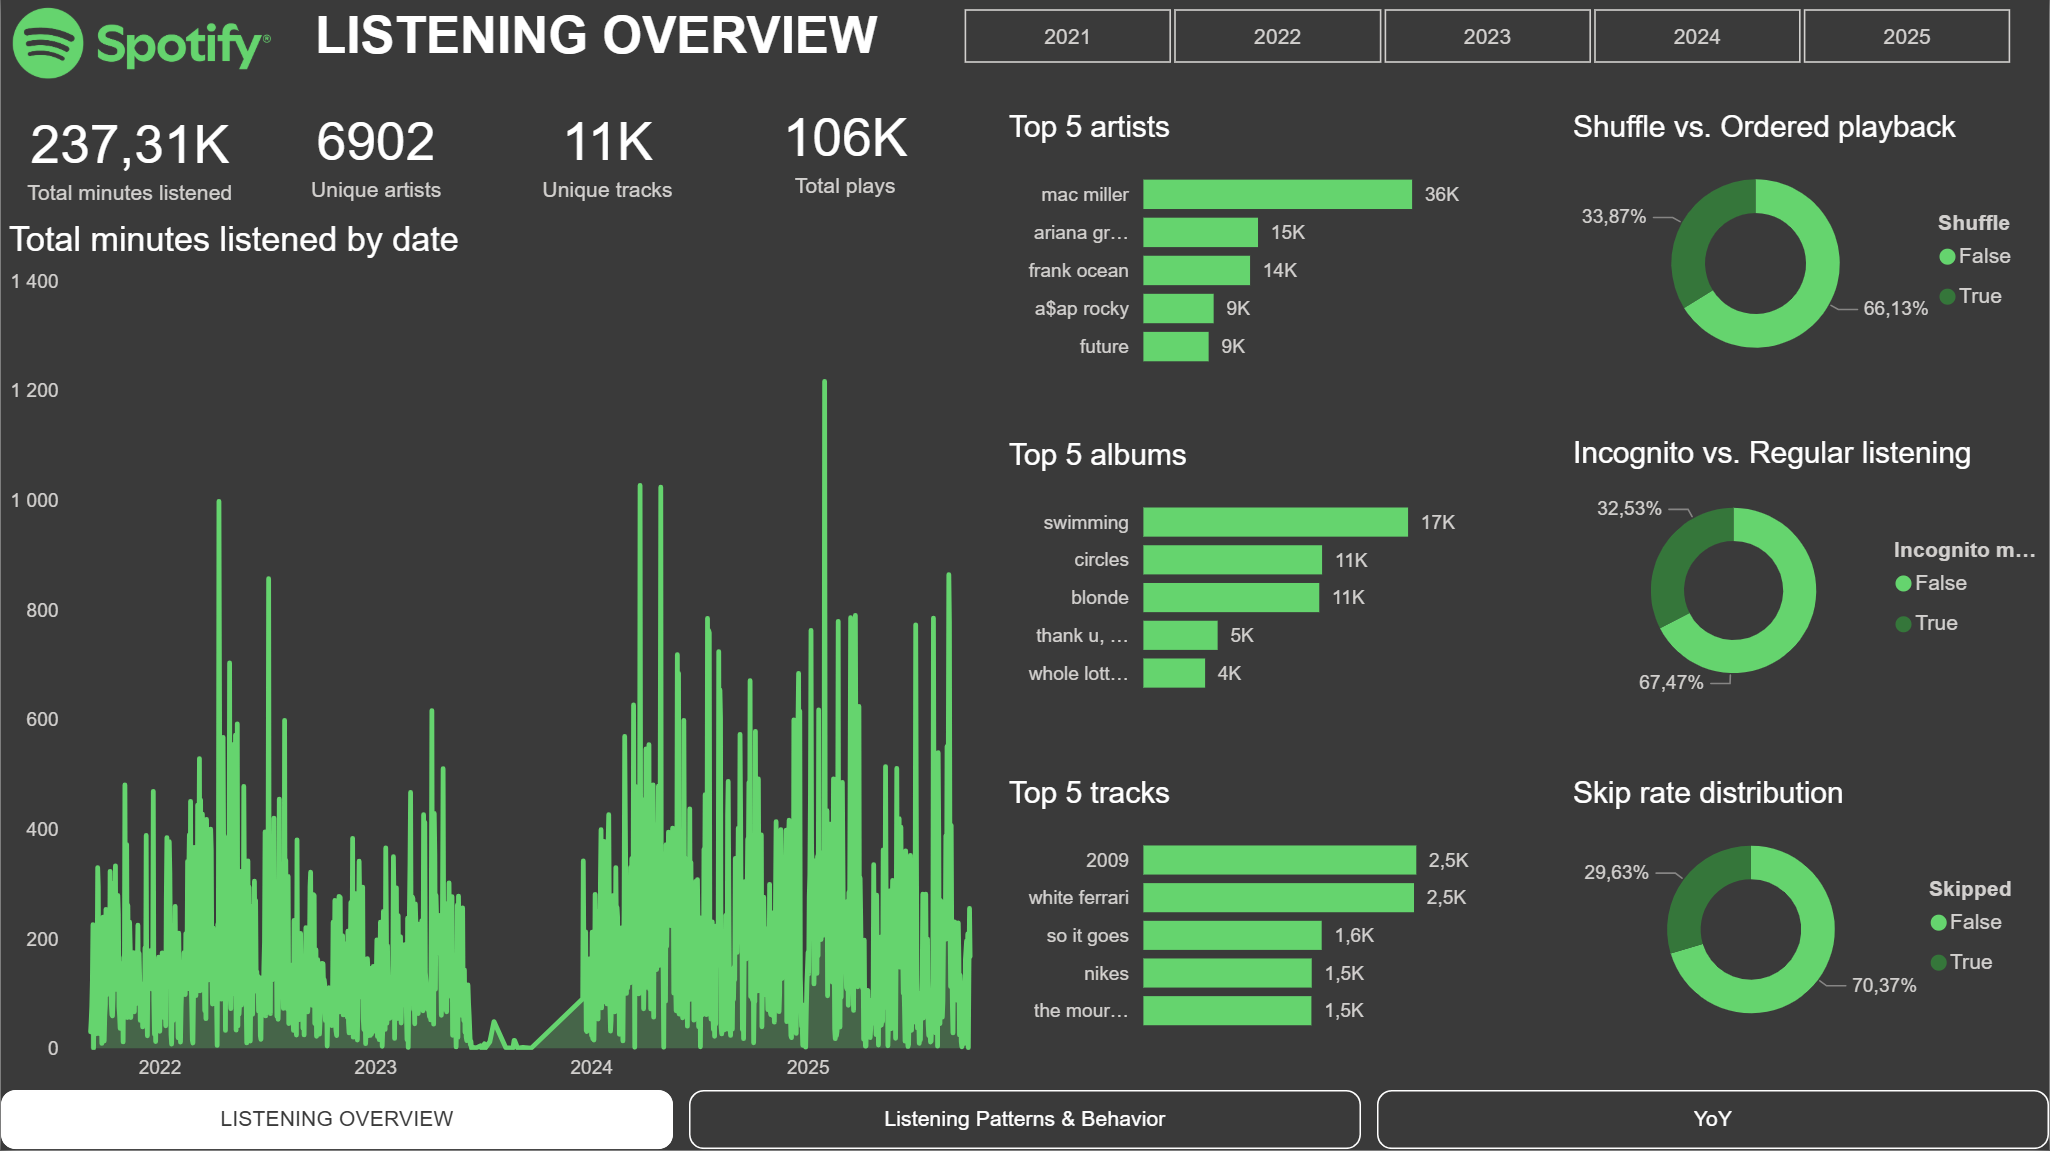 Spotify®
LISTENING OVERVIEW
2021
2022
2023
2024
2025
237,31K
Total minutes listened
6902
Unique artists
11K
Unique tracks
106K
Total plays
Total minutes listened by date
1 400
1 200
1 000
800
600
400
200
0
2022
2023
2024
2025
Top 5 artists
mac miller 36K
ariana gr... 15K
frank ocean 14K
a$ap rocky 9K
future 9K
Top 5 albums
swimming 17K
circles 11K
blonde 11K
thank u, ... 5K
whole lott... 4K
Top 5 tracks
2009 2,5K
white ferrari 2,5K
so it goes 1,6K
nikes 1,5K
the mour... 1,5K
Shuffle vs. Ordered playback
33,87%
66,13%
Shuffle
False
True
Incognito vs. Regular listening
32,53%
67,47%
Incognito m...
False
True
Skip rate distribution
29,63%
70,37%
Skipped
False
True
LISTENING OVERVIEW
Listening Patterns & Behavior
YoY